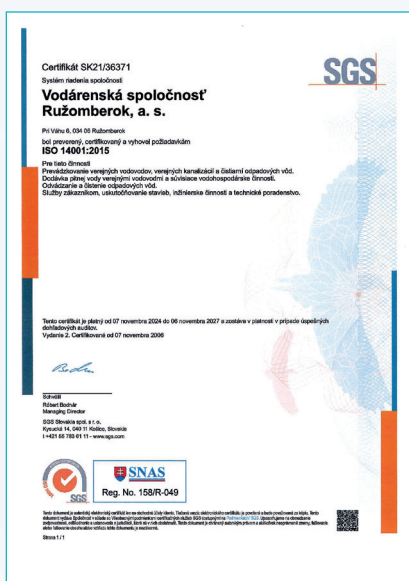 SGS
Certifikát SK21/36371
Systém riadenia spoločnosti
Vodárenská spoločnosť
Ružomberok, a. s.
Pri Váhu 6, 034 06 Ružomberok
bol preverený, certifikovaný a vyhovel požiadavkám
ISO 14001:2015
Pre tieto činnosti
Prevádzkovanie verejných vodovodov, verejných kanalizácií a čistiarní odpadových vôd.
Dodávka pitnej vody verejnými vodovodmi a súvisiace vodohospodárske činnosti.
Odvádzanie a čistenie odpadových vôd.
Služby zákazníkom, uskutočňovanie stavieb, inžinierske činnosti a technické poradenstvo.
Tento certifikát je platný od 07 novembra 2024 do 06 novembra 2027 a zostáva v platnosti v prípade úspešných
dohľadových auditov.
Vydanie 2. Certifikované od 07 novembra 2006
Schválil
Róbert Bodnár
Managing Director
SGS Slovakia spol. s r. o.
Kysucká 14, 040 11 Košice, Slovakia
t +421 55 783 61 11 - www.sgs.com
SGS
SNAS
Reg. No. 158/R-049
Strana 1 / 1